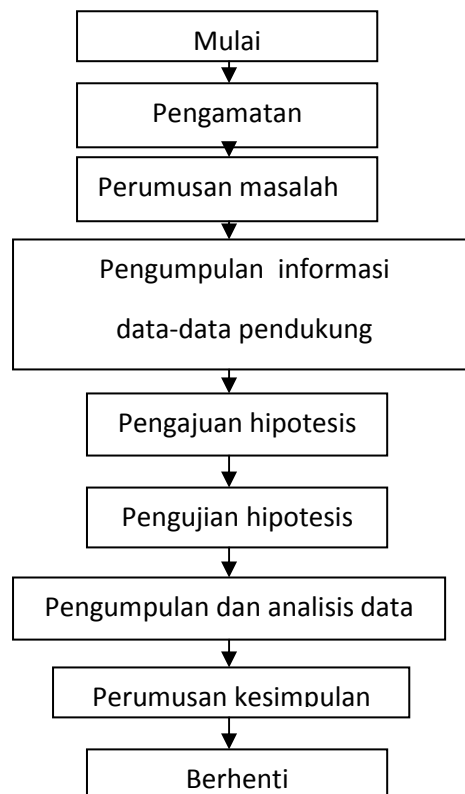 Mulai
Pengamatan
Perumusan masalah
Pengumpulan informasi
data-data pendukung
Pengajuan hipotesis
Pengujian hipotesis
Pengumpulan dan analisis data
Perumusan kesimpulan
Berhenti